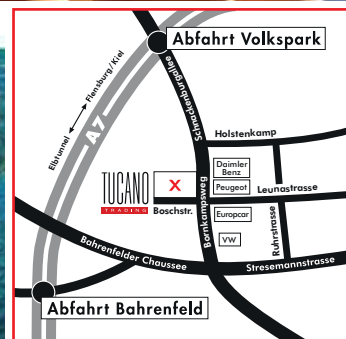 Abfahrt Volkspark
Elbtunnel ↔ Flensburg/Kiel
A7
Schnackenburgallee
Holstenkamp
Daimler
Benz
Peugeot
Leunastrasse
TUCANO
TRADING
X
Boschstr.
Bornkampsweg
Europcar
VW
Ruhrstrasse
Bahrenfelder Chaussee
Stresemannstrasse
Abfahrt Bahrenfeld